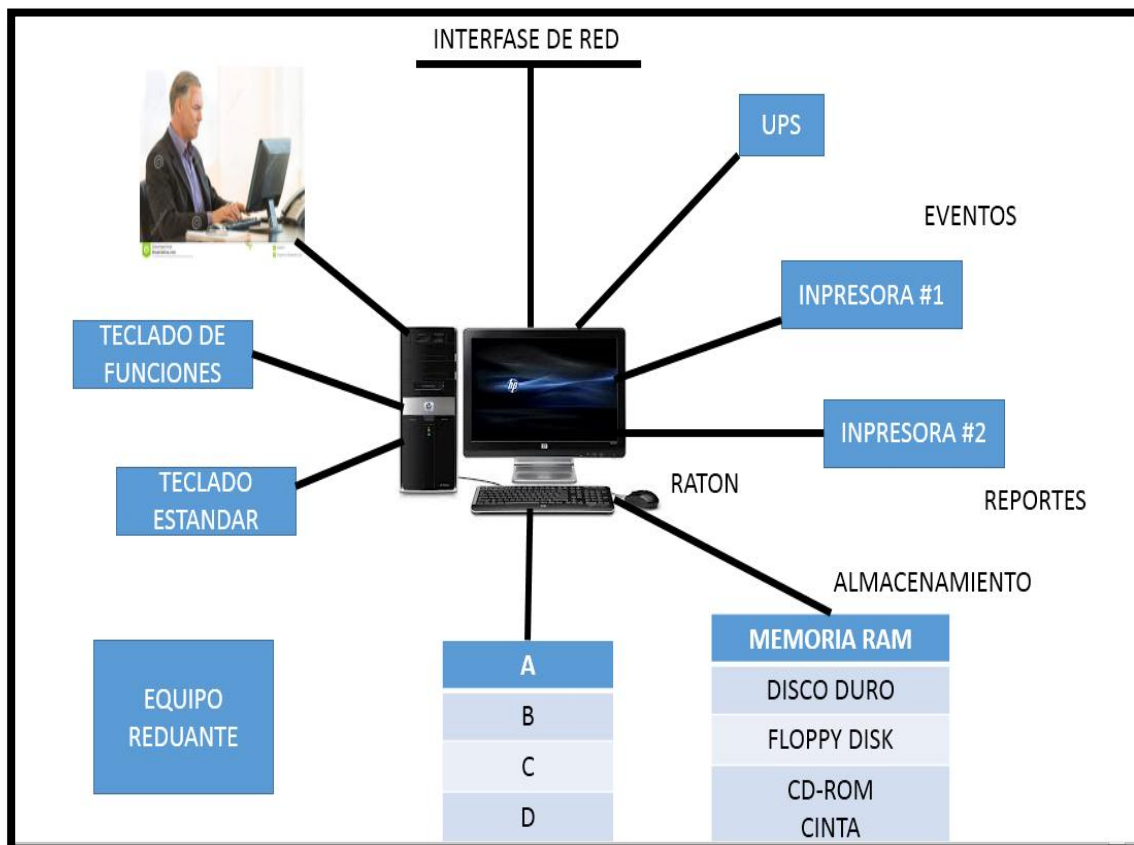 INTERFASE DE RED
UPS
EVENTOS
INPRESORA #1
TECLADO DE
FUNCIONES
INPRESORA #2
TECLADO
ESTANDAR
RATON
REPORTES
ALMACENAMIENTO
EQUIPO
REDUANTE
A
B
C
D
MEMORIA RAM
DISCO DURO
FLOPPY DISK
CD-ROM
CINTA
hp